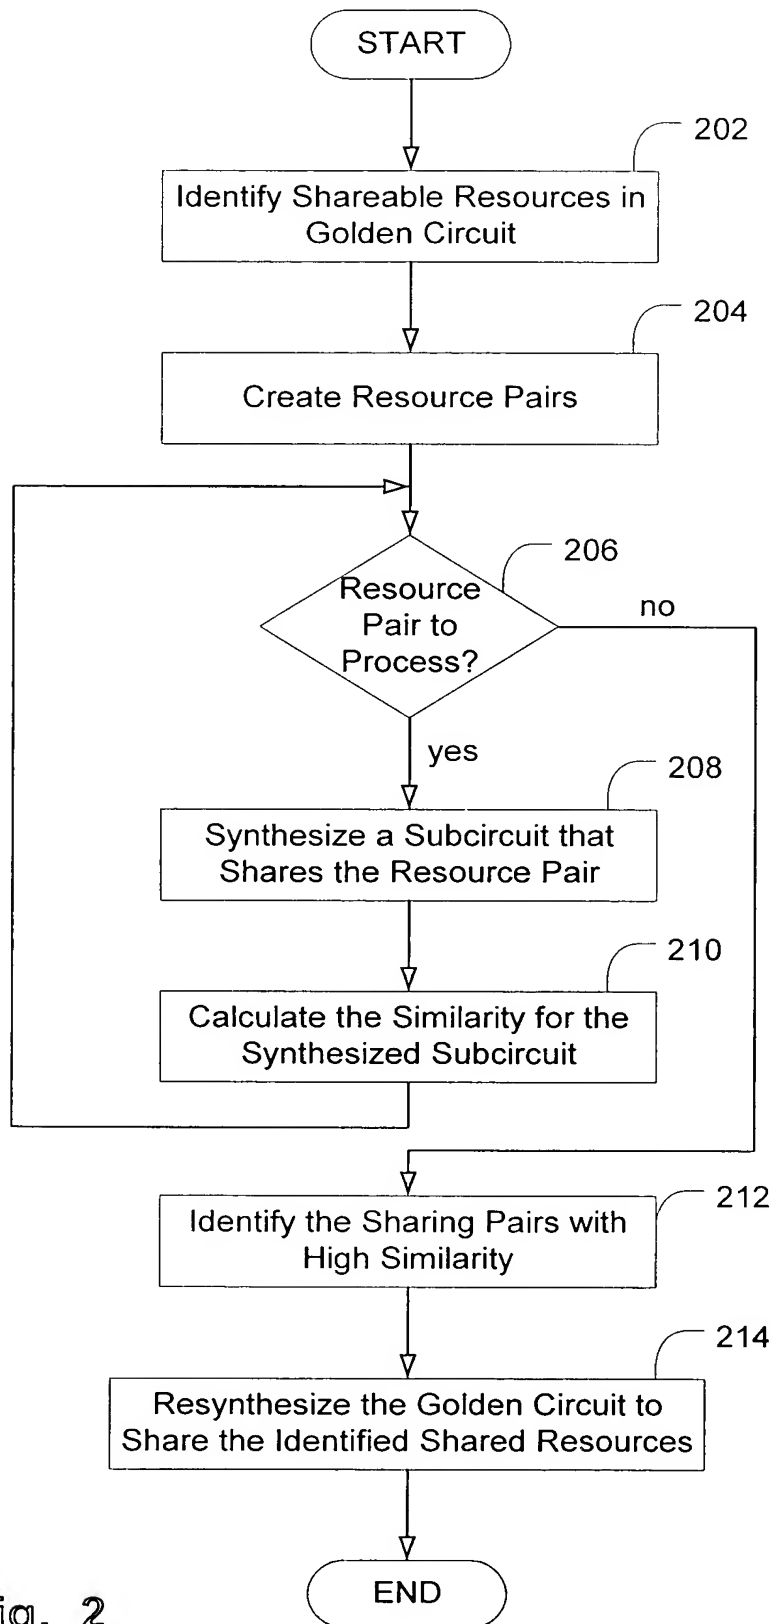 START
202
Identify Shareable Resources in
Golden Circuit
204
Create Resource Pairs
206
Resource
Pair to
Process?
no
yes
208
Synthesize a Subcircuit that
Shares the Resource Pair
210
Calculate the Similarity for the
Synthesized Subcircuit
212
Identify the Sharing Pairs with
High Similarity
214
Resynthesize the Golden Circuit to
Share the Identified Shared Resources
END
ig. 2